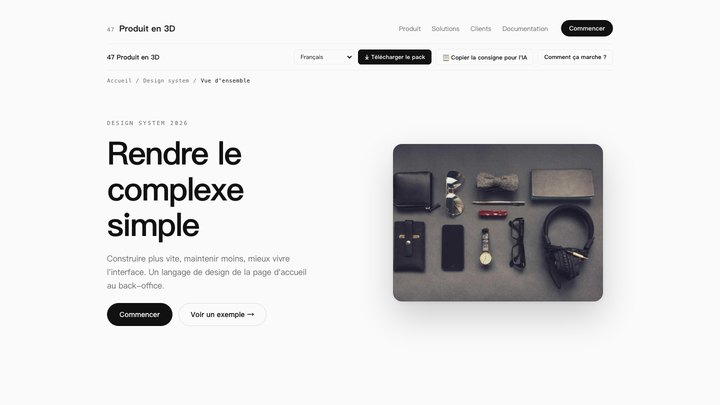 47 Produit en 3D
Produit Solutions Clients Documentation Commencer
47 Produit en 3D
Français
Télécharger le pack
Copier la consigne pour l'IA
Comment ça marche ?
Accueil / Design system / Vue d'ensemble
DESIGN SYSTEM 2026
Rendre le
complexe
simple
Construire plus vite, maintenir moins, mieux vivre
l'interface. Un langage de design de la page d'accueil
au back-office.
Commencer
Voir un exemple →